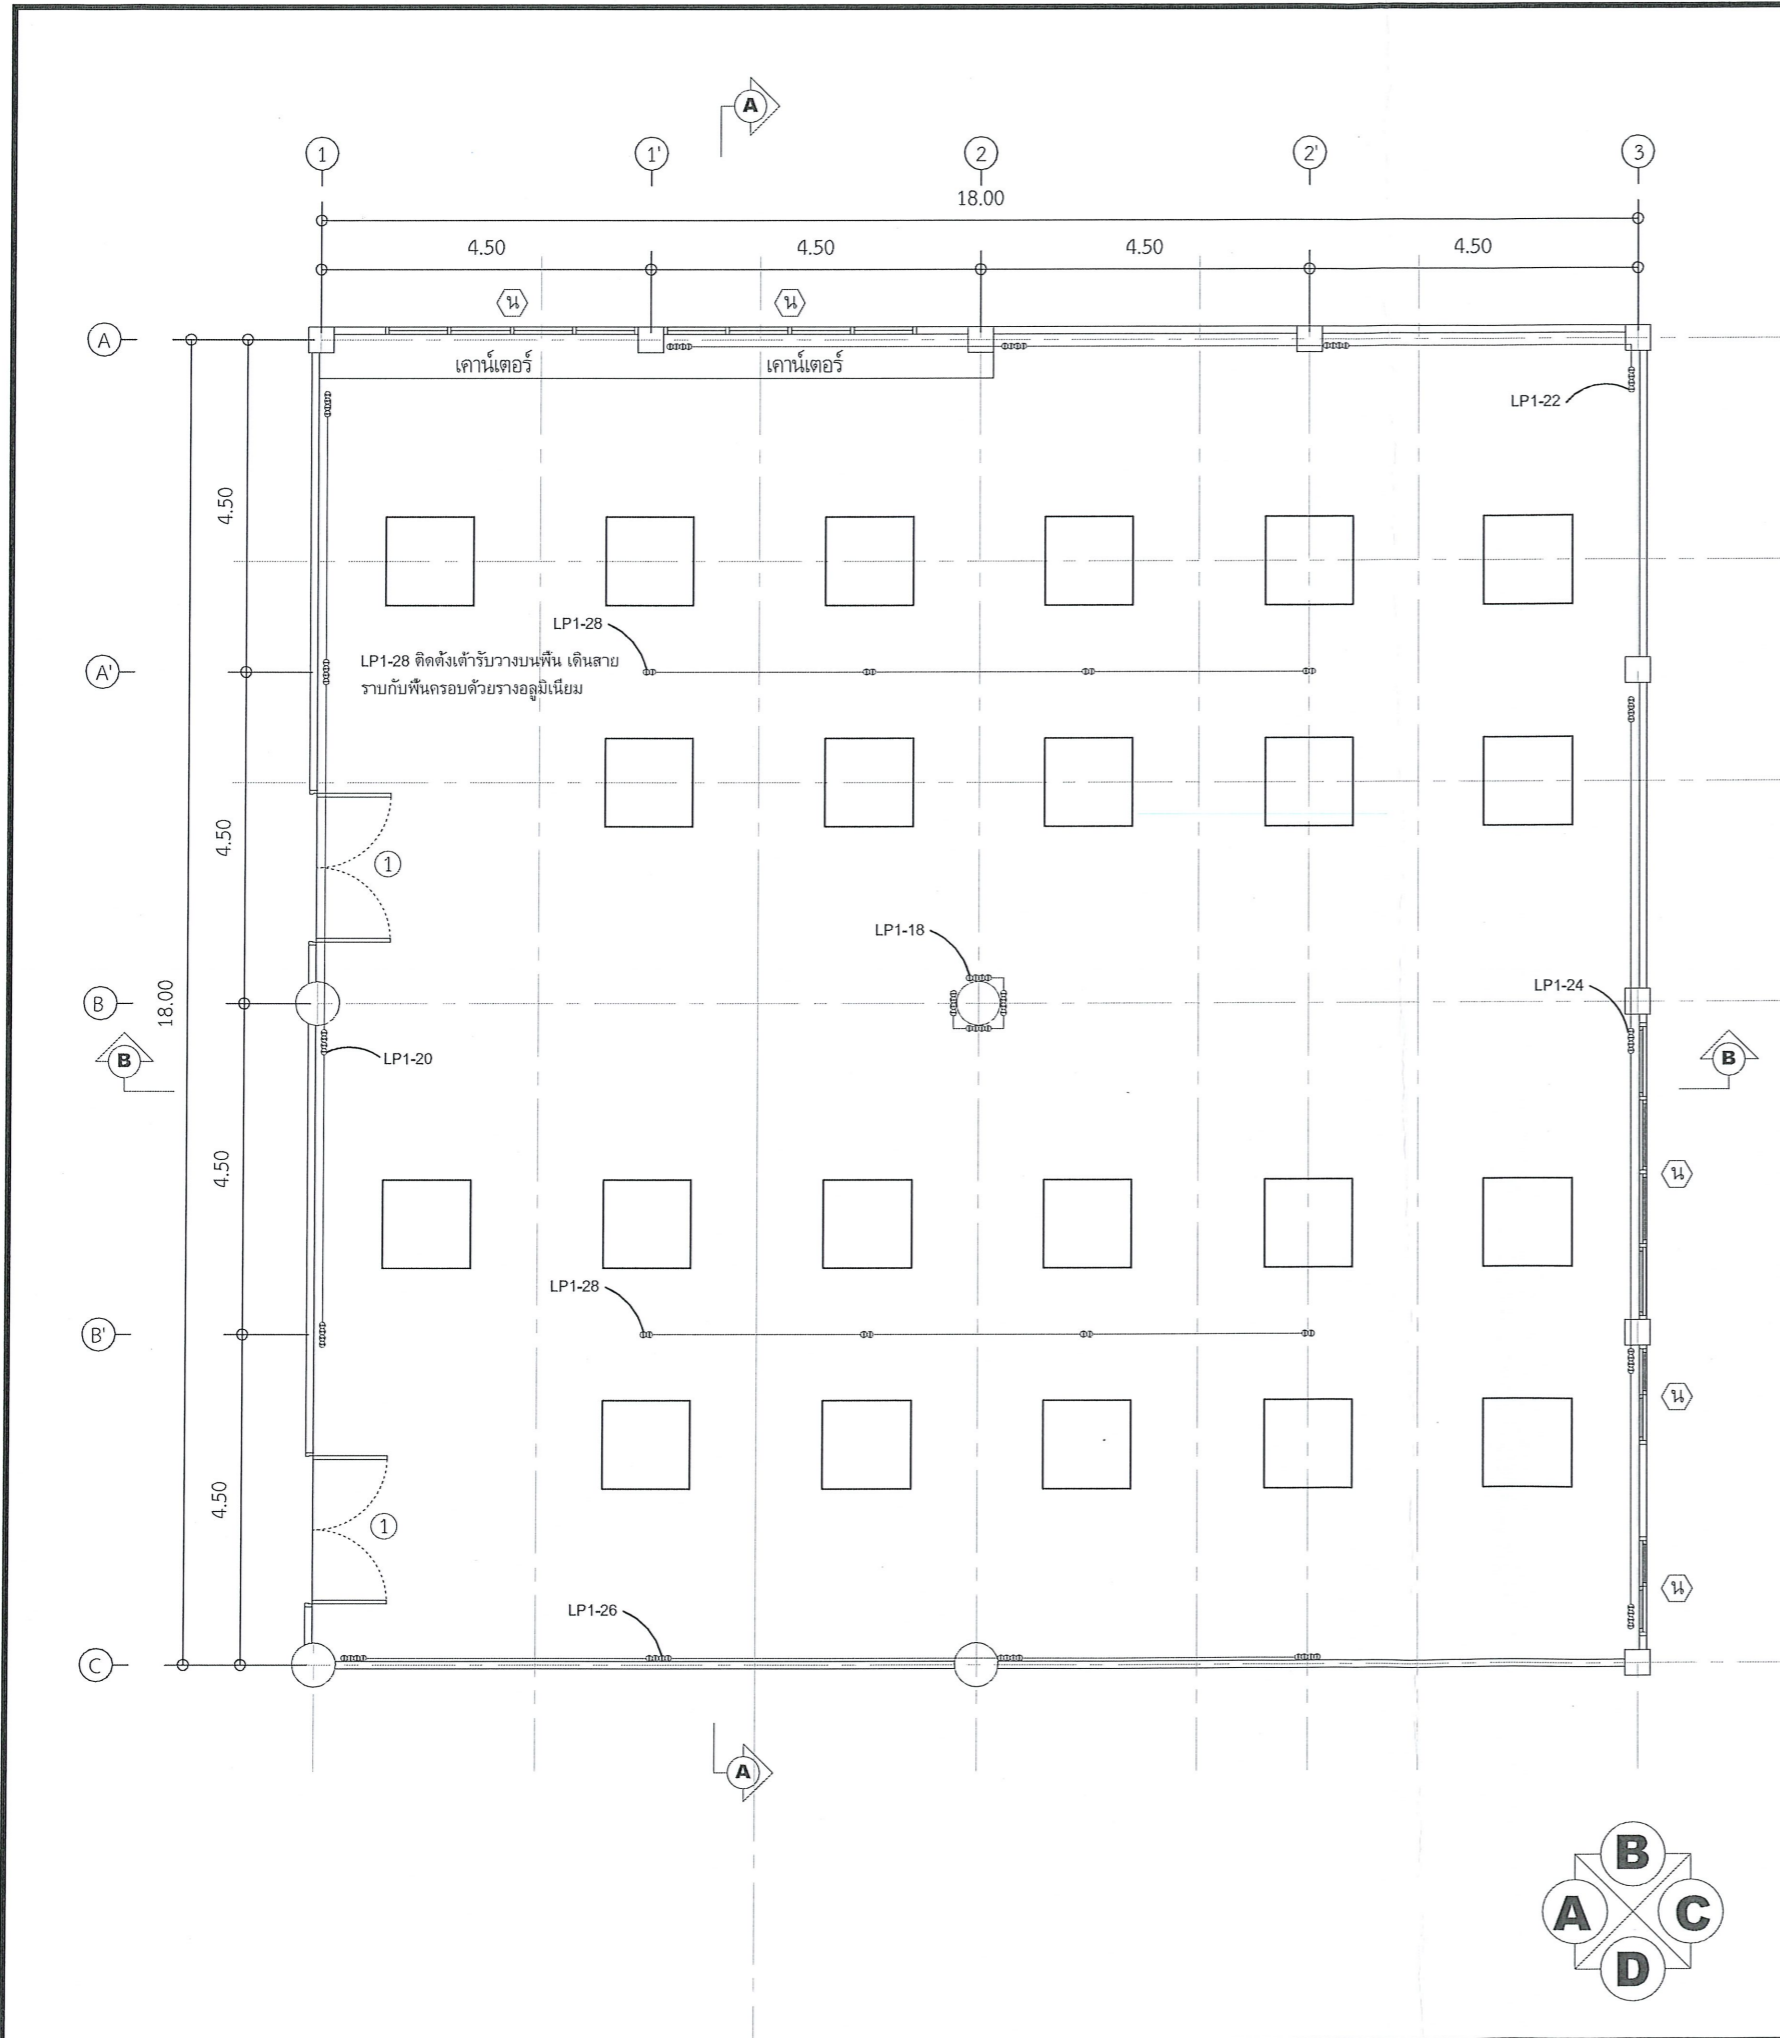 A
1
1'
2
2'
3
18.00
4.50
4.50
4.50
4.50
น
น
A
เคาน์เตอร์
เคาน์เตอร์
LP1-22
4.50
LP1-28
LP1-28 ติดตั้งเต้ารับวางบนพื้น เดินสาย
ราบกับพื้นครอบด้วยรางอลูมิเนียม
A'
4.50
1
LP1-18
LP1-24
B
18.00
B
LP1-20
B
4.50
น
LP1-28
B'
น
4.50
1
น
LP1-26
C
A
B
A
C
D